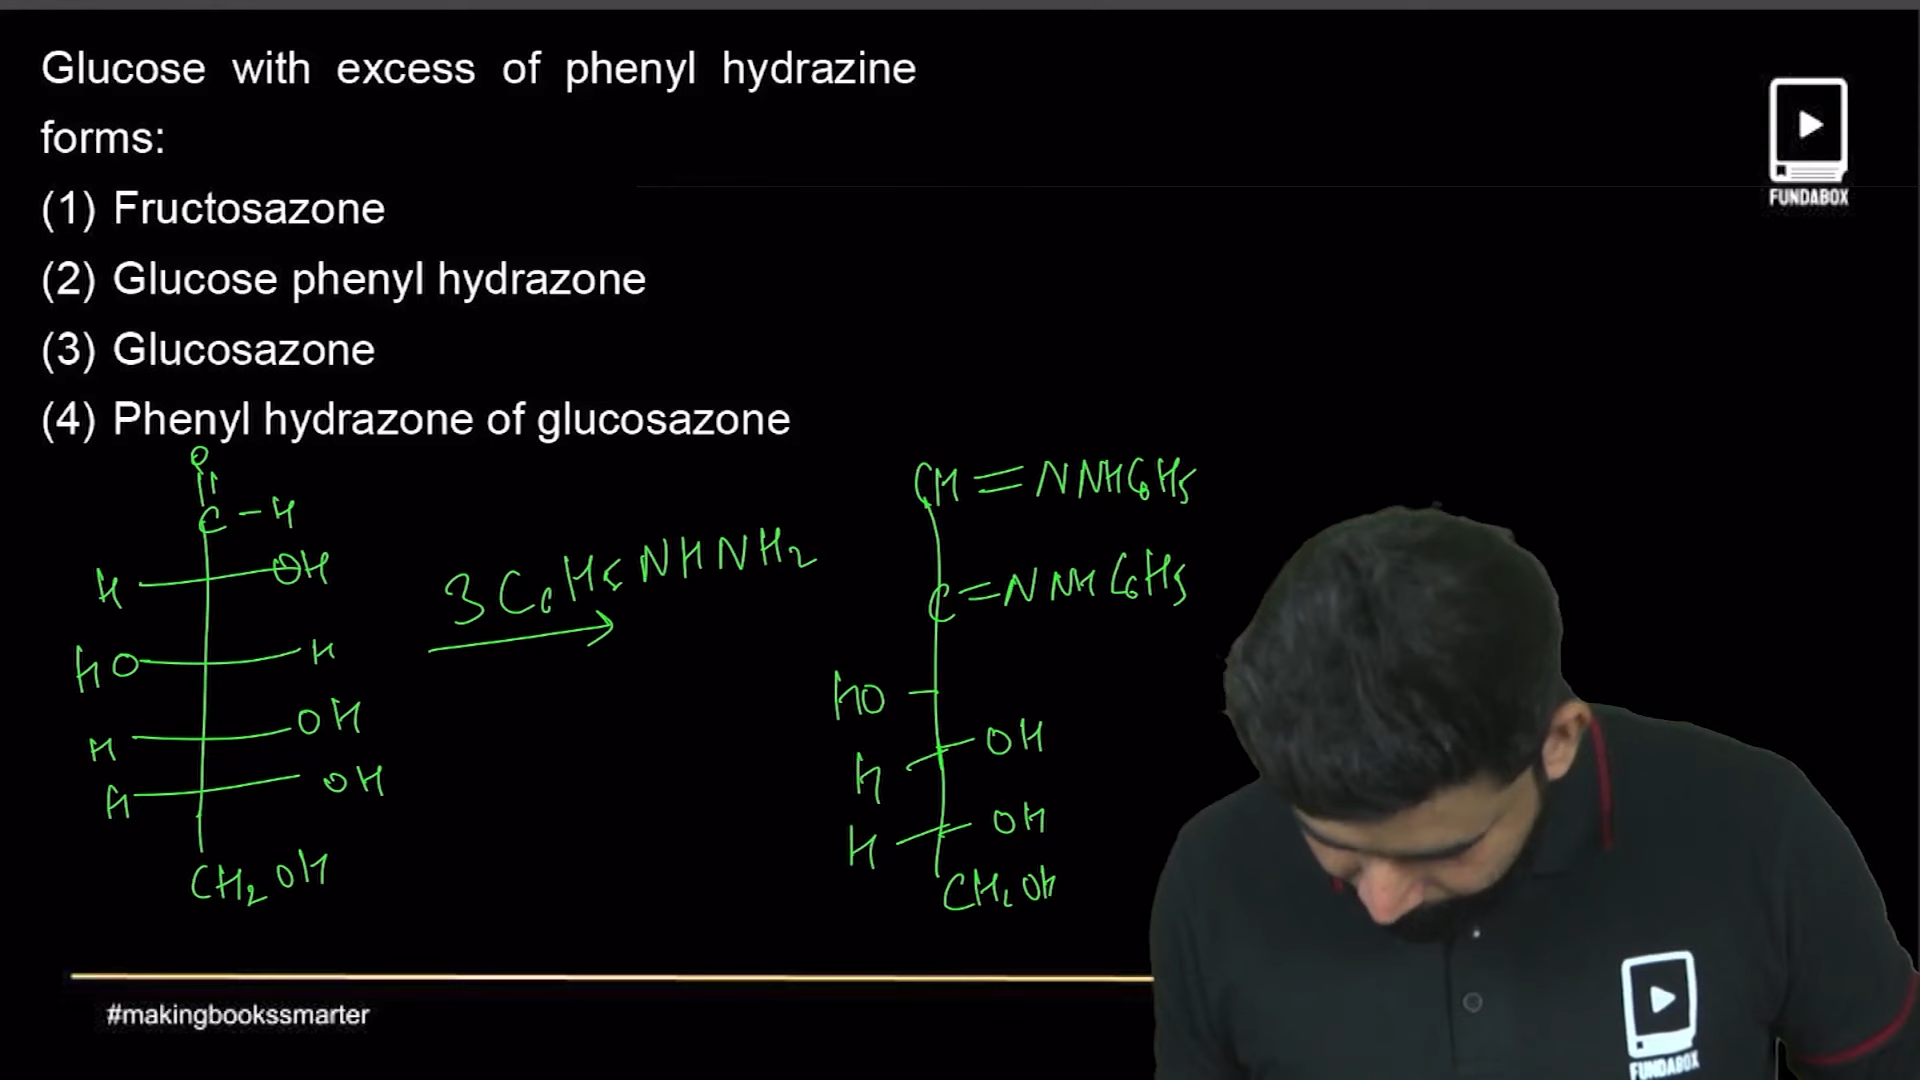 Glucose with excess of phenyl hydrazine
forms:
(1) Fructosazone
(2) Glucose phenyl hydrazone
(3) Glucosazone
(4) Phenyl hydrazone of glucosazone
FUNDABOX
O
C - H
H OH
HO H
H OH
H OH
CH2OH
3C6H5NHNH2
CH=NNHC6H5
C=NNHC6H5
HO
H OH
H OH
CH2OH
#makingbookssmarter
FUNDABOX